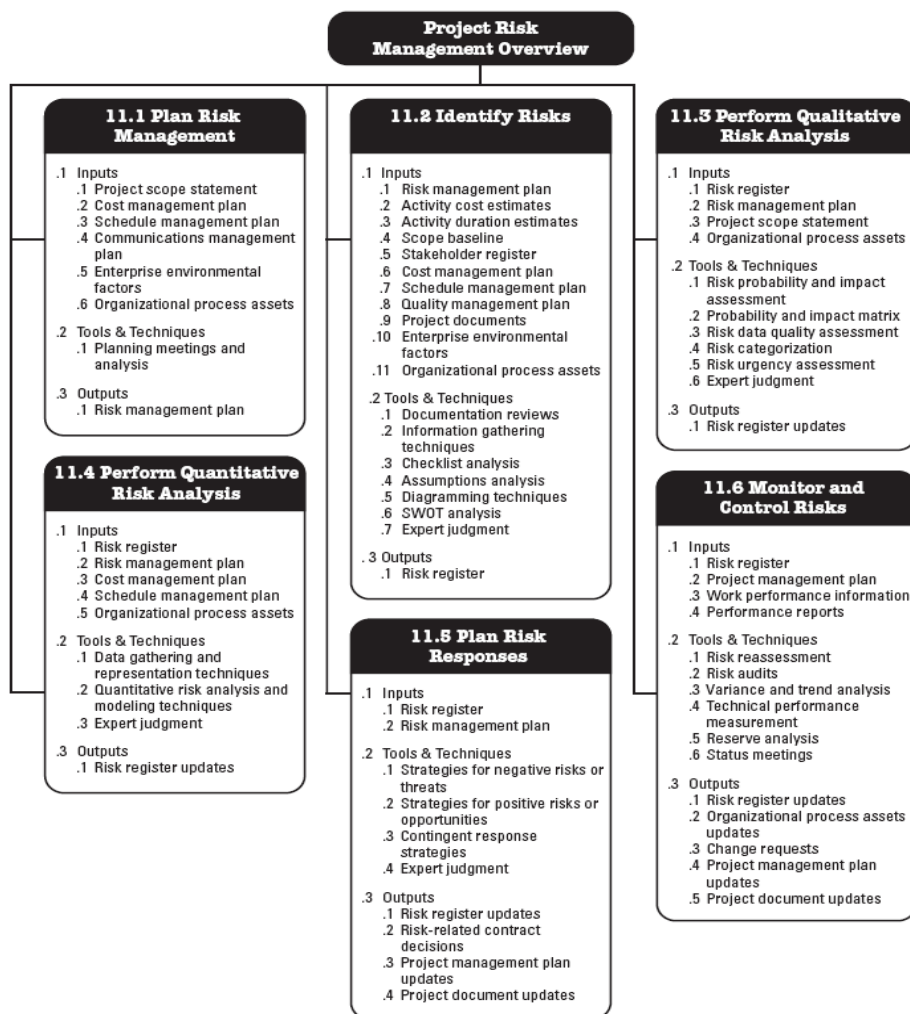 Project Risk
Management Overview
11.1 Plan Risk
Management
.1 Inputs
.1 Project scope statement
.2 Cost management plan
.3 Schedule management plan
.4 Communications management
plan
.5 Enterprise environmental
factors
.6 Organizational process assets
.2 Tools & Techniques
.1 Planning meetings and
analysis
.3 Outputs
.1 Risk management plan
11.2 Identify Risks
.1 Inputs
.1 Risk management plan
.2 Activity cost estimates
.3 Activity duration estimates
.4 Scope baseline
.5 Stakeholder register
.6 Cost management plan
.7 Schedule management plan
.8 Quality management plan
.9 Project documents
.10 Enterprise environmental
factors
.11 Organizational process assets
.2 Tools & Techniques
.1 Documentation reviews
.2 Information gathering
techniques
.3 Checklist analysis
.4 Assumptions analysis
.5 Diagramming techniques
.6 SWOT analysis
.7 Expert judgment
.3 Outputs
.1 Risk register
11.3 Perform Qualitative
Risk Analysis
.1 Inputs
.1 Risk register
.2 Risk management plan
.3 Project scope statement
.4 Organizational process assets
.2 Tools & Techniques
.1 Risk probability and impact
assessment
.2 Probability and impact matrix
.3 Risk data quality assessment
.4 Risk categorization
.5 Risk urgency assessment
.6 Expert judgment
.3 Outputs
.1 Risk register updates
11.4 Perform Quantitative
Risk Analysis
.1 Inputs
.1 Risk register
.2 Risk management plan
.3 Cost management plan
.4 Schedule management plan
.5 Organizational process assets
.2 Tools & Techniques
.1 Data gathering and
representation techniques
.2 Quantitative risk analysis and
modeling techniques
.3 Expert judgment
.3 Outputs
.1 Risk register updates
11.5 Plan Risk
Responses
.1 Inputs
.1 Risk register
.2 Risk management plan
.2 Tools & Techniques
.1 Strategies for negative risks or
threats
.2 Strategies for positive risks or
opportunities
.3 Contingent response
strategies
.4 Expert judgment
.3 Outputs
.1 Risk register updates
.2 Risk-related contract
decisions
.3 Project management plan
updates
.4 Project document updates
11.6 Monitor and
Control Risks
.1 Inputs
.1 Risk register
.2 Project management plan
.3 Work performance information
.4 Performance reports
.2 Tools & Techniques
.1 Risk reassessment
.2 Risk audits
.3 Variance and trend analysis
.4 Technical performance
measurement
.5 Reserve analysis
.6 Status meetings
.3 Outputs
.1 Risk register updates
.2 Organizational process assets
updates
.3 Change requests
.4 Project management plan
updates
.5 Project document updates